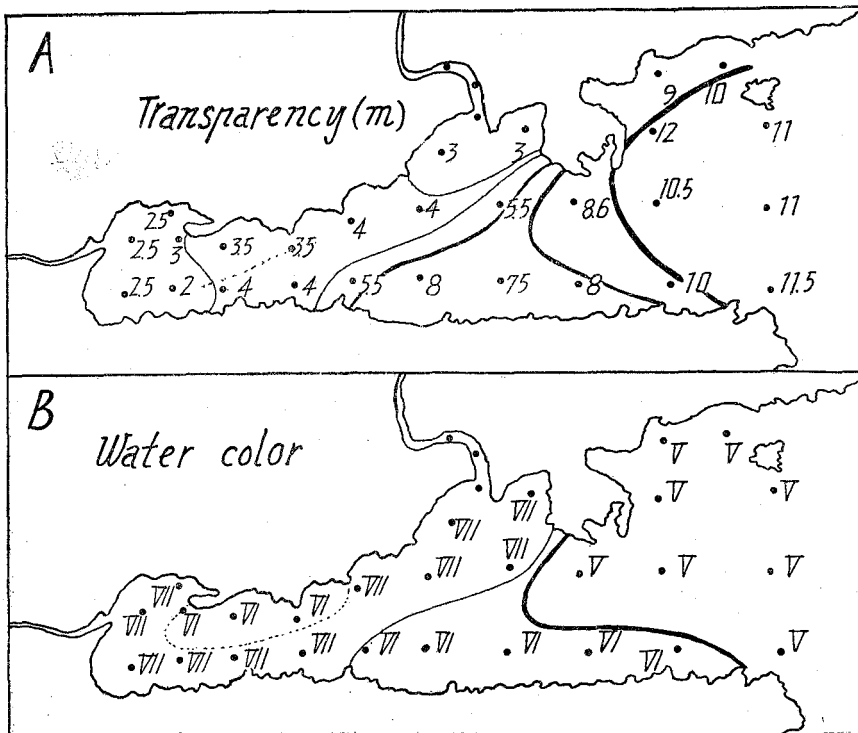 A
Transparency (m)
9 10
12 11
3 3
10.5 11
2.5 4 5.5 8.6
4
2.5 3 3.5 3.5
2.5 2 4 4 5.5 8 7.5 8 10 11.5
B
Water color
V V
VII V V
VII
VII VII VII V V V
VII
VII VI VI VI
VII VII VII VII VI VI VI VI VI V